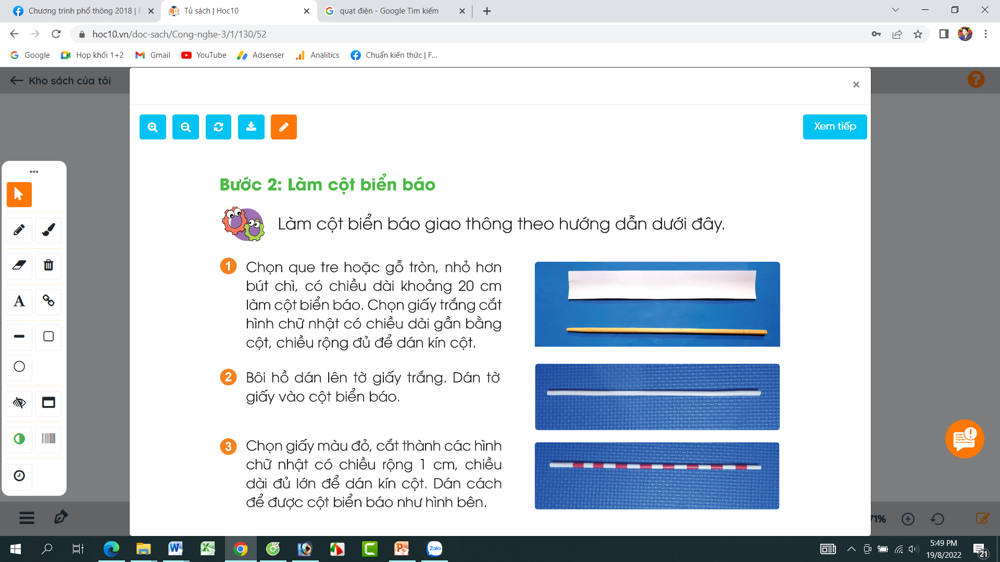 Chương trình phổ thông 2018 | F
Tủ sách | Hoc10
quạt điện - Google Tìm kiếm
hoc10.vn/doc-sach/Cong-nghe-3/1/130/52
Google
Họp khối 1+2
Gmail
YouTube
Adsenser
Analitics
Chuẩn kiến thức | F...
Kho sách của tôi
Xem tiếp
Bước 2: Làm cột biển báo
Làm cột biển báo giao thông theo hướng dẫn dưới đây.
1 Chọn que tre hoặc gỗ tròn, nhỏ hơn
bút chì, có chiều dài khoảng 20 cm
làm cột biển báo. Chọn giấy trắng cắt
hình chữ nhật có chiều dài gần bằng
cột, chiều rộng đủ để dán kín cột.
2 Bôi hồ dán lên tờ giấy trắng. Dán tờ
giấy vào cột biển báo.
3 Chọn giấy màu đỏ, cắt thành các hình
chữ nhật có chiều rộng 1 cm, chiều
dài đủ lớn để dán kín cột. Dán cách
để được cột biển báo như hình bên.
71%
Zalo
5:49 PM
19/8/2022
21